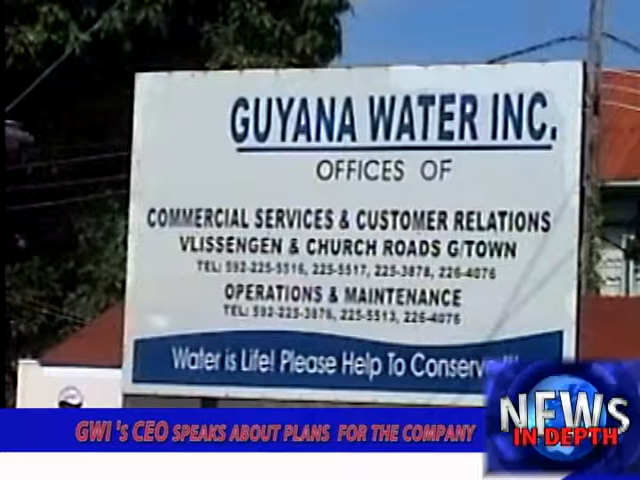 GUYANA WATER INC.
OFFICES OF
COMMERCIAL SERVICES & CUSTOMER RELATIONS
VLISSENGEN & CHURCH ROADS G/TOWN
TEL: 592-225-5516, 225-5517, 225-3878, 226-4076
OPERATIONS & MAINTENANCE
TEL: 592-225-3876, 225-5513, 226-4076
Water is Life! Please Help To Conserve
GWI 'S CEO SPEAKS ABOUT PLANS FOR THE COMPANY
NEWS
IN DEPTH